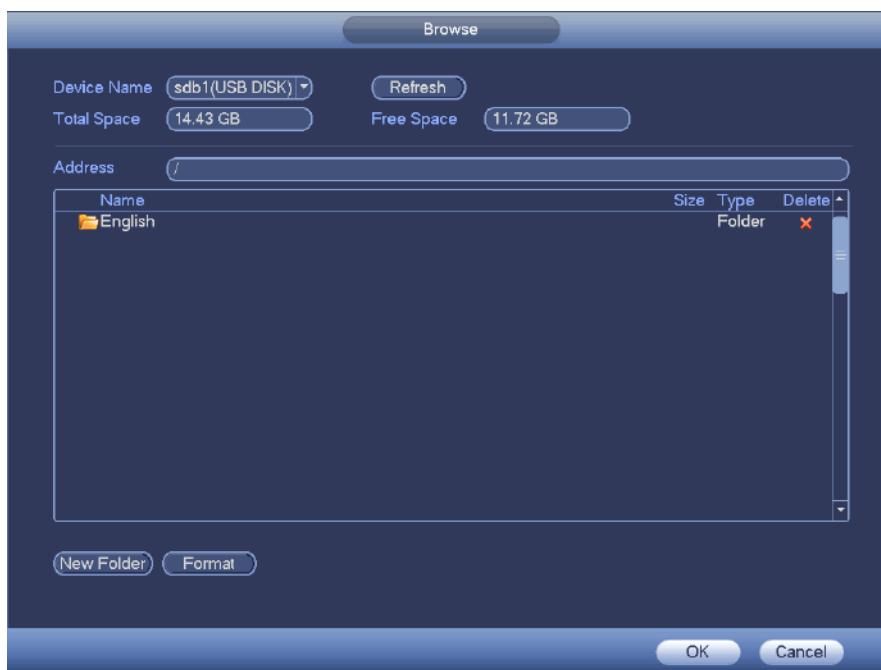 Browse
Device Name sdb1(USB DISK) Refresh
Total Space 14.43 GB Free Space 11.72 GB
Address /
Name Size Type Delete
English Folder
New Folder Format
OK Cancel